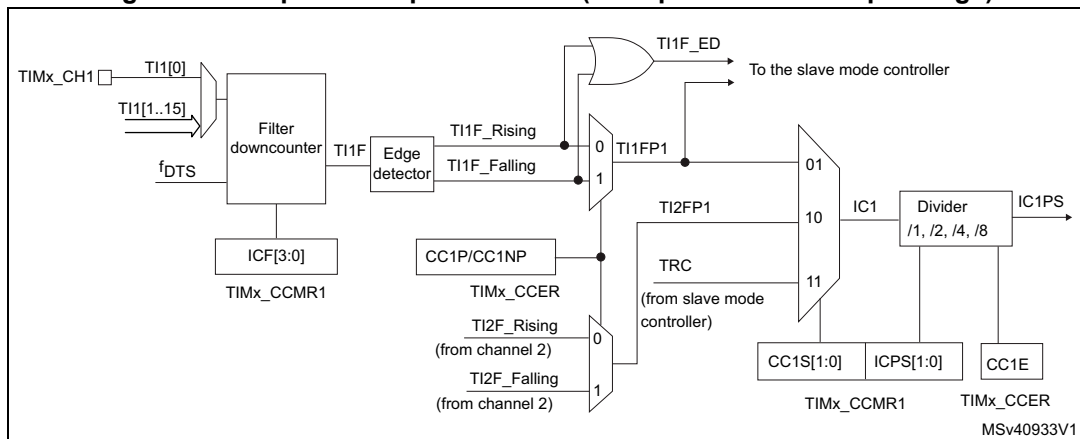 TI1F_ED
To the slave mode controller
TIMx_CH1
TI1[0]
TI1[1..15]
fDTS
Filter
downcounter
TI1F
Edge
detector
TI1F_Rising
TI1F_Falling
0
1
TI1FP1
01
TI2FP1
10
IC1
Divider
/1, /2, /4, /8
IC1PS
ICF[3:0]
TIMx_CCMR1
CC1P/CC1NP
TIMx_CCER
TRC
11
(from slave mode
controller)
TI2F_Rising
(from channel 2)
0
TI2F_Falling
(from channel 2)
1
CC1S[1:0]
ICPS[1:0]
CC1E
TIMx_CCMR1
TIMx_CCER
MSv40933V1